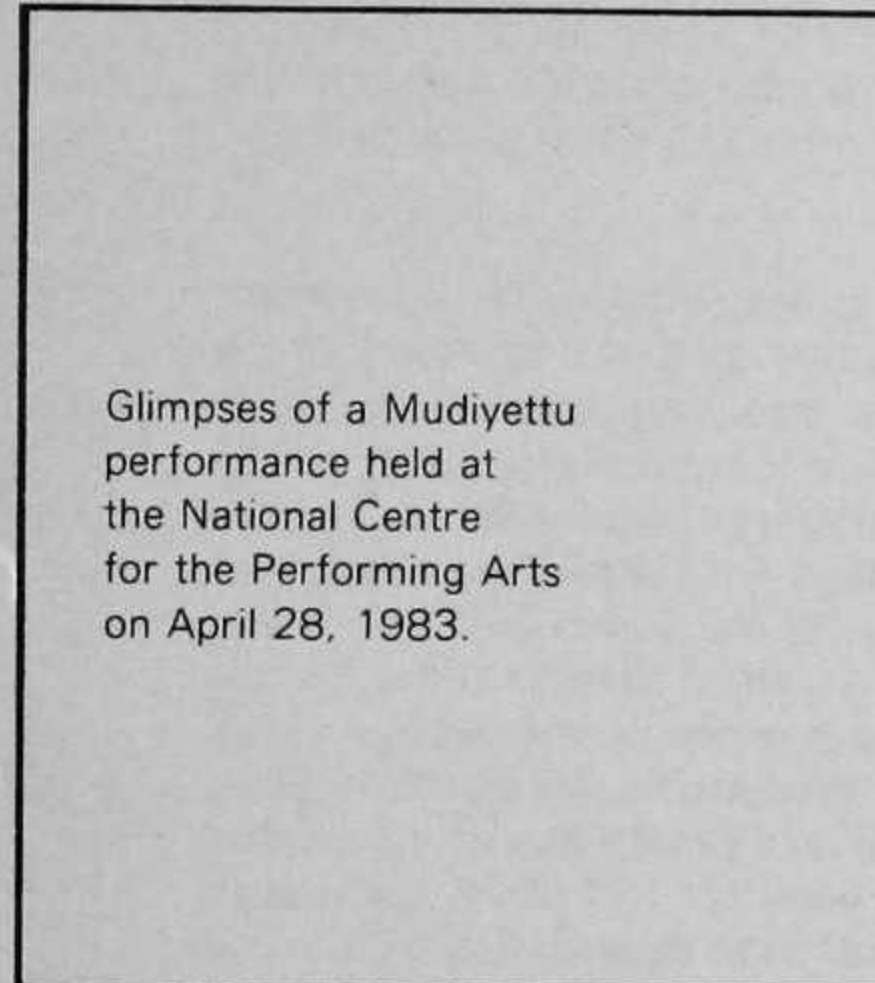 Glimpses of a Mudiyettu
performance held at
the National Centre
for the Performing Arts
on April 28, 1983.